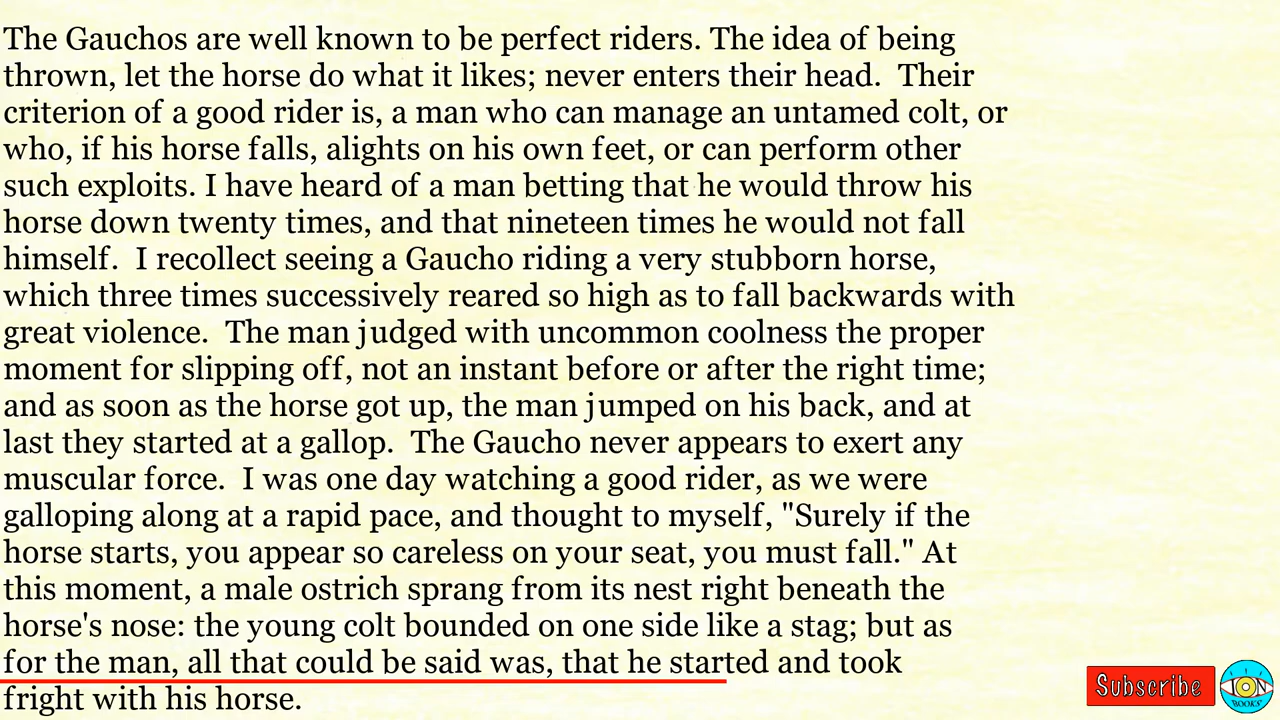 The Gauchos are well known to be perfect riders. The idea of being
thrown, let the horse do what it likes; never enters their head.  Their
criterion of a good rider is, a man who can manage an untamed colt, or
who, if his horse falls, alights on his own feet, or can perform other
such exploits. I have heard of a man betting that he would throw his
horse down twenty times, and that nineteen times he would not fall
himself.  I recollect seeing a Gaucho riding a very stubborn horse,
which three times successively reared so high as to fall backwards with
great violence.  The man judged with uncommon coolness the proper
moment for slipping off, not an instant before or after the right time;
and as soon as the horse got up, the man jumped on his back, and at
last they started at a gallop.  The Gaucho never appears to exert any
muscular force.  I was one day watching a good rider, as we were
galloping along at a rapid pace, and thought to myself, "Surely if the
horse starts, you appear so careless on your seat, you must fall." At
this moment, a male ostrich sprang from its nest right beneath the
horse's nose: the young colt bounded on one side like a stag; but as
for the man, all that could be said was, that he started and took
fright with his horse.
Subscribe
ION
BOOKS